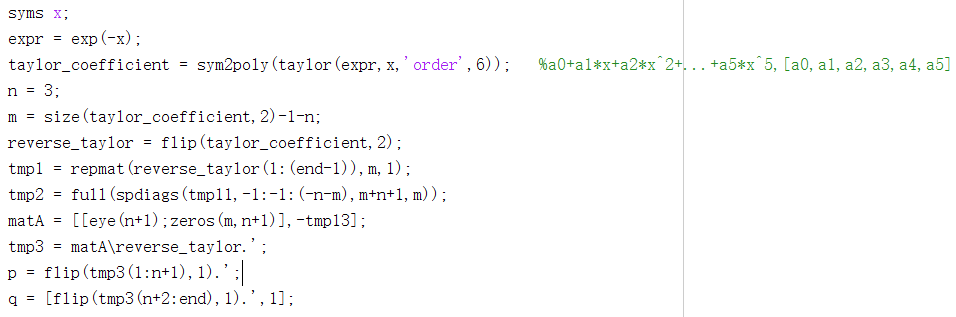 syms x;
expr = exp(-x);
taylor_coefficient = sym2poly(taylor(expr,x,'order',6));   %a0+a1*x+a2*x^2+...+a5*x^5,[a0,a1,a2,a3,a4,a5]
n = 3;
m = size(taylor_coefficient,2)-1-n;
reverse_taylor = flip(taylor_coefficient,2);
tmp1 = repmat(reverse_taylor(1:(end-1)),m,1);
tmp2 = full(spdiags(tmp11,-1:-1:(-n-m),m+n+1,m));
matA = [[eye(n+1);zeros(m,n+1)],-tmp13];
tmp3 = matA\reverse_taylor.';
p = flip(tmp3(1:n+1),1).';
q = [flip(tmp3(n+2:end),1).',1];